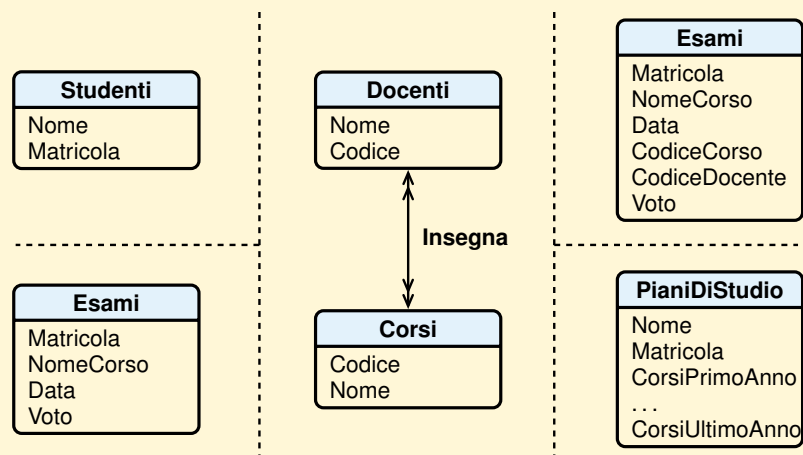 Studenti
Nome
Matricola
Esami
Matricola
NomeCorso
Data
Voto
Docenti
Nome
Codice
Insegna
Corsi
Codice
Nome
Esami
Matricola
NomeCorso
Data
CodiceCorso
CodiceDocente
Voto
PianiDiStudio
Nome
Matricola
CorsiPrimoAnno
. . .
CorsiUltimoAnno